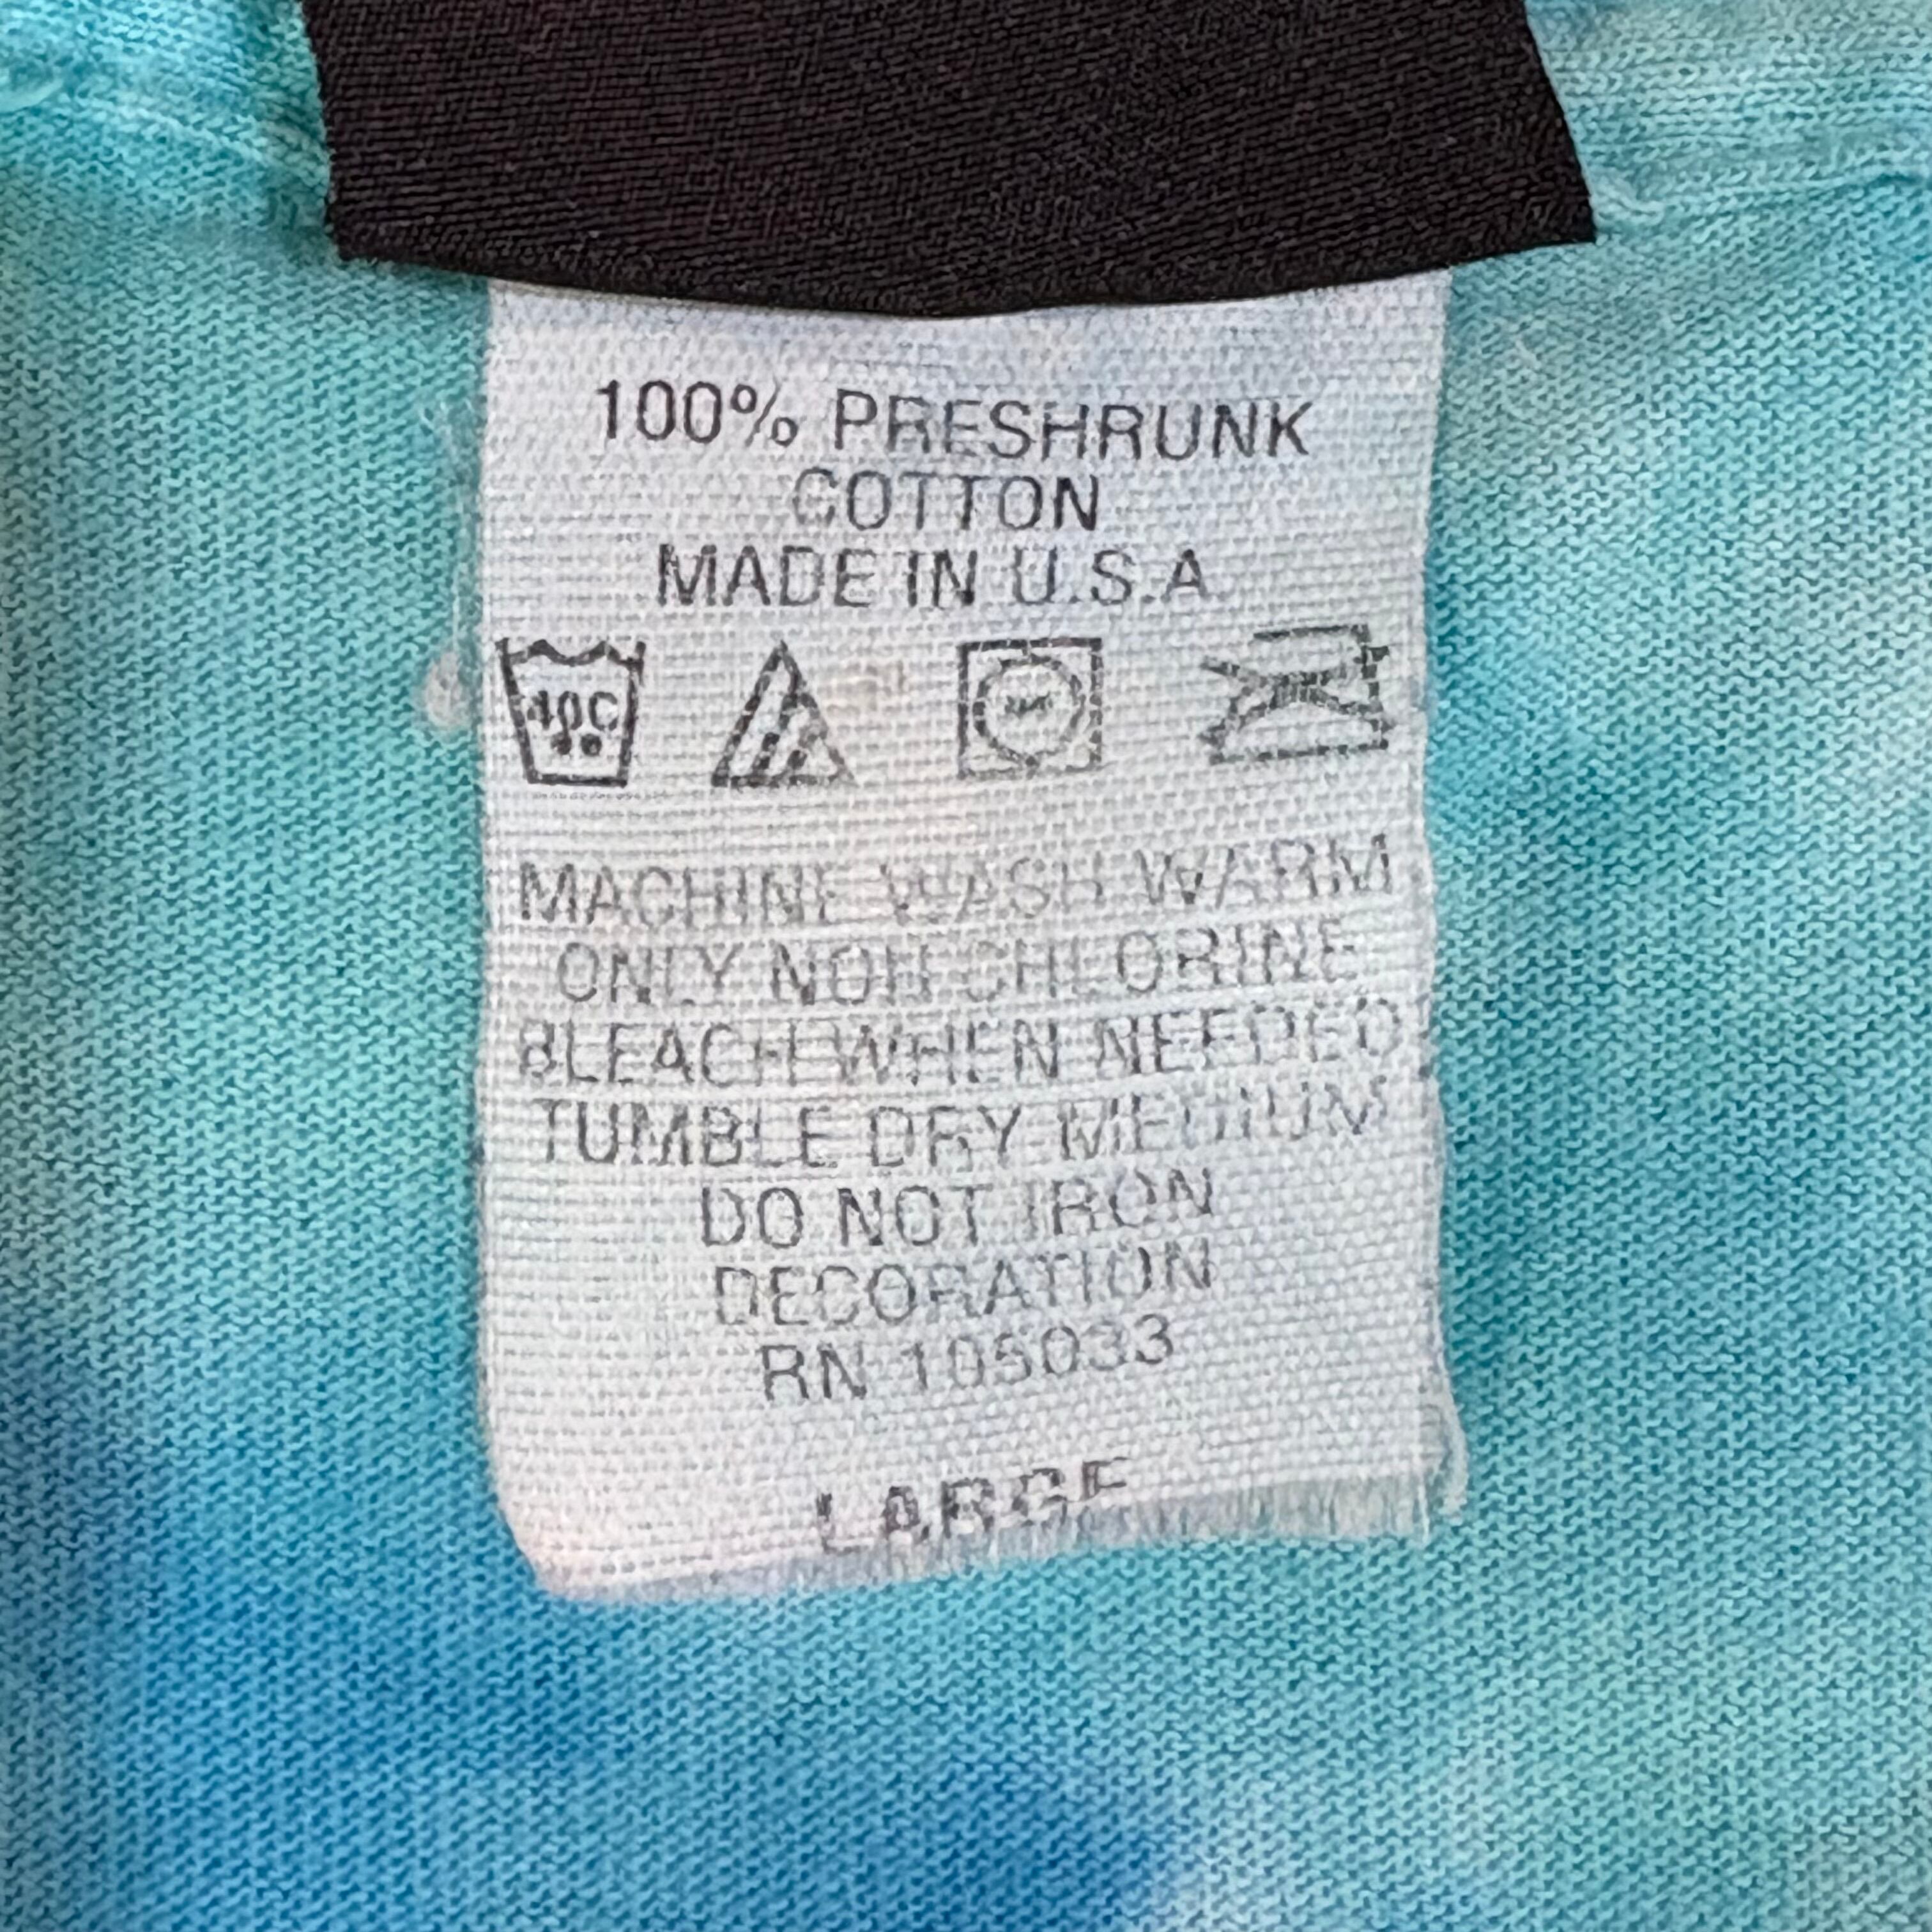 100% PRESHRUNK
COTTON
MADE IN U.S.A.
40C
MACHINE WASH WARM
ONLY NON CHLORINE
BLEACH WHEN NEEDED
TUMBLE DRY MEDIUM
DO NOT IRON
DECORATION
RN 105033
LARGE